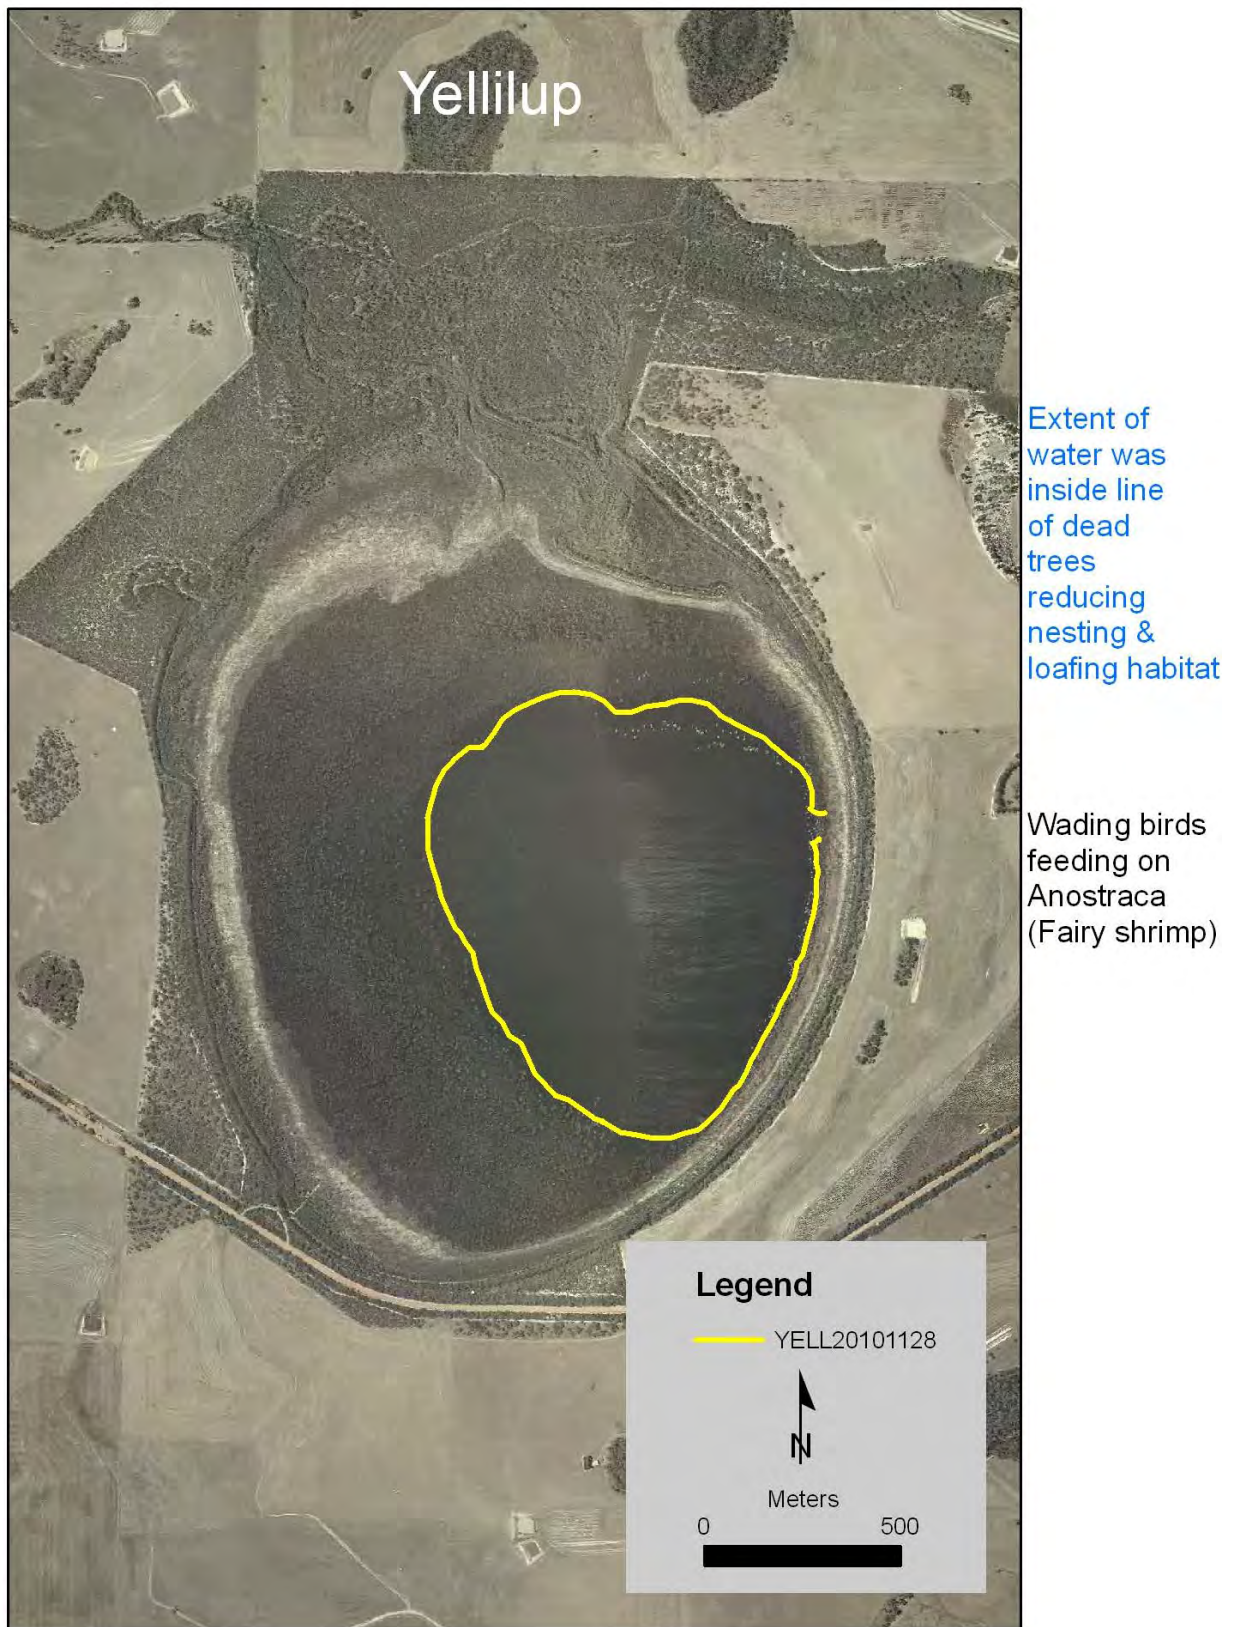 Yellilup
Extent of
water was
inside line
of dead
trees
reducing
nesting &
loafing habitat
Wading birds
feeding on
Anostraca
(Fairy shrimp)
Legend
YELL20101128
N
Meters
0 500